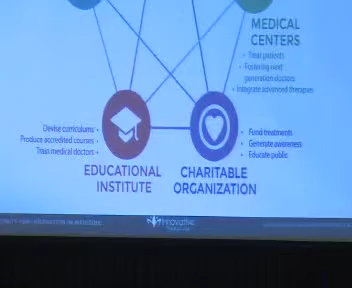 MEDICAL
CENTERS
• Treat patients
• Fostering next
generation doctors
• Integrate advanced therapies
Devise curriculums •
Produce accredited courses •
Train medical doctors •
• Fund treatments
• Generate awareness
• Educate public
EDUCATIONAL
INSTITUTE
CHARITABLE
ORGANIZATION
innovative